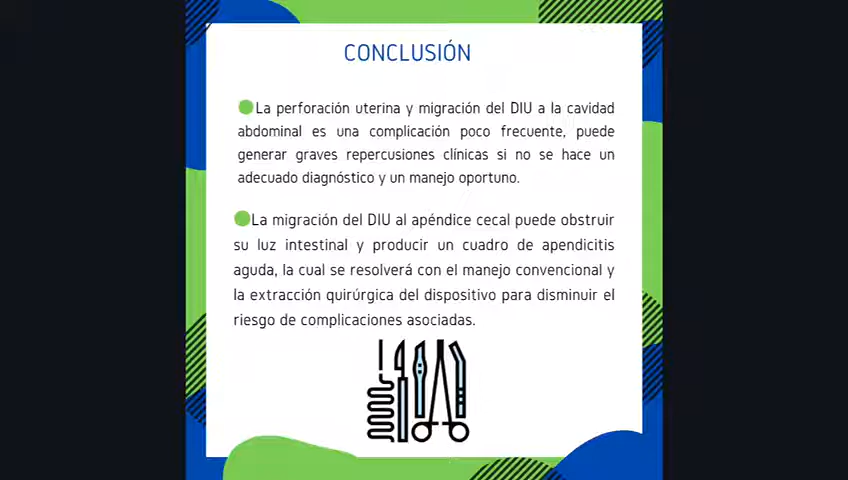 CONCLUSIÓN
La perforación uterina y migración del DIU a la cavidad
abdominal es una complicación poco frecuente, puede
generar graves repercusiones clínicas si no se hace un
adecuado diagnóstico y un manejo oportuno.
La migración del DIU al apéndice cecal puede obstruir
su luz intestinal y producir un cuadro de apendicitis
aguda, la cual se resolverá con el manejo convencional y
la extracción quirúrgica del dispositivo para disminuir el
riesgo de complicaciones asociadas.